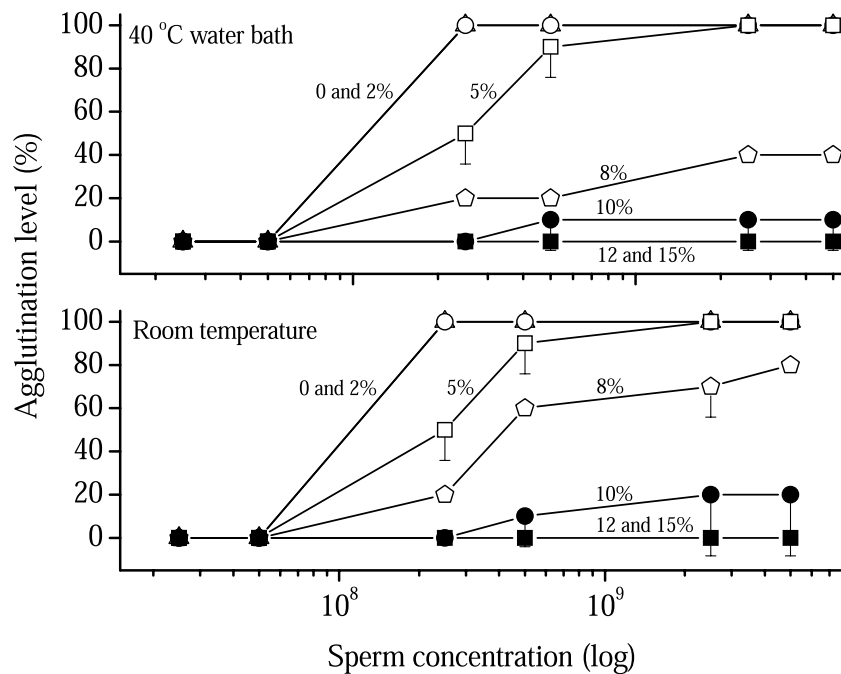 40 °C water bath
100
80
60
40
20
0
0 and 2%
5%
8%
10%
12 and 15%
Agglutination level (%)
Room temperature
100
80
60
40
20
0
0 and 2%
5%
8%
10%
12 and 15%
10⁸
10⁹
Sperm concentration (log)